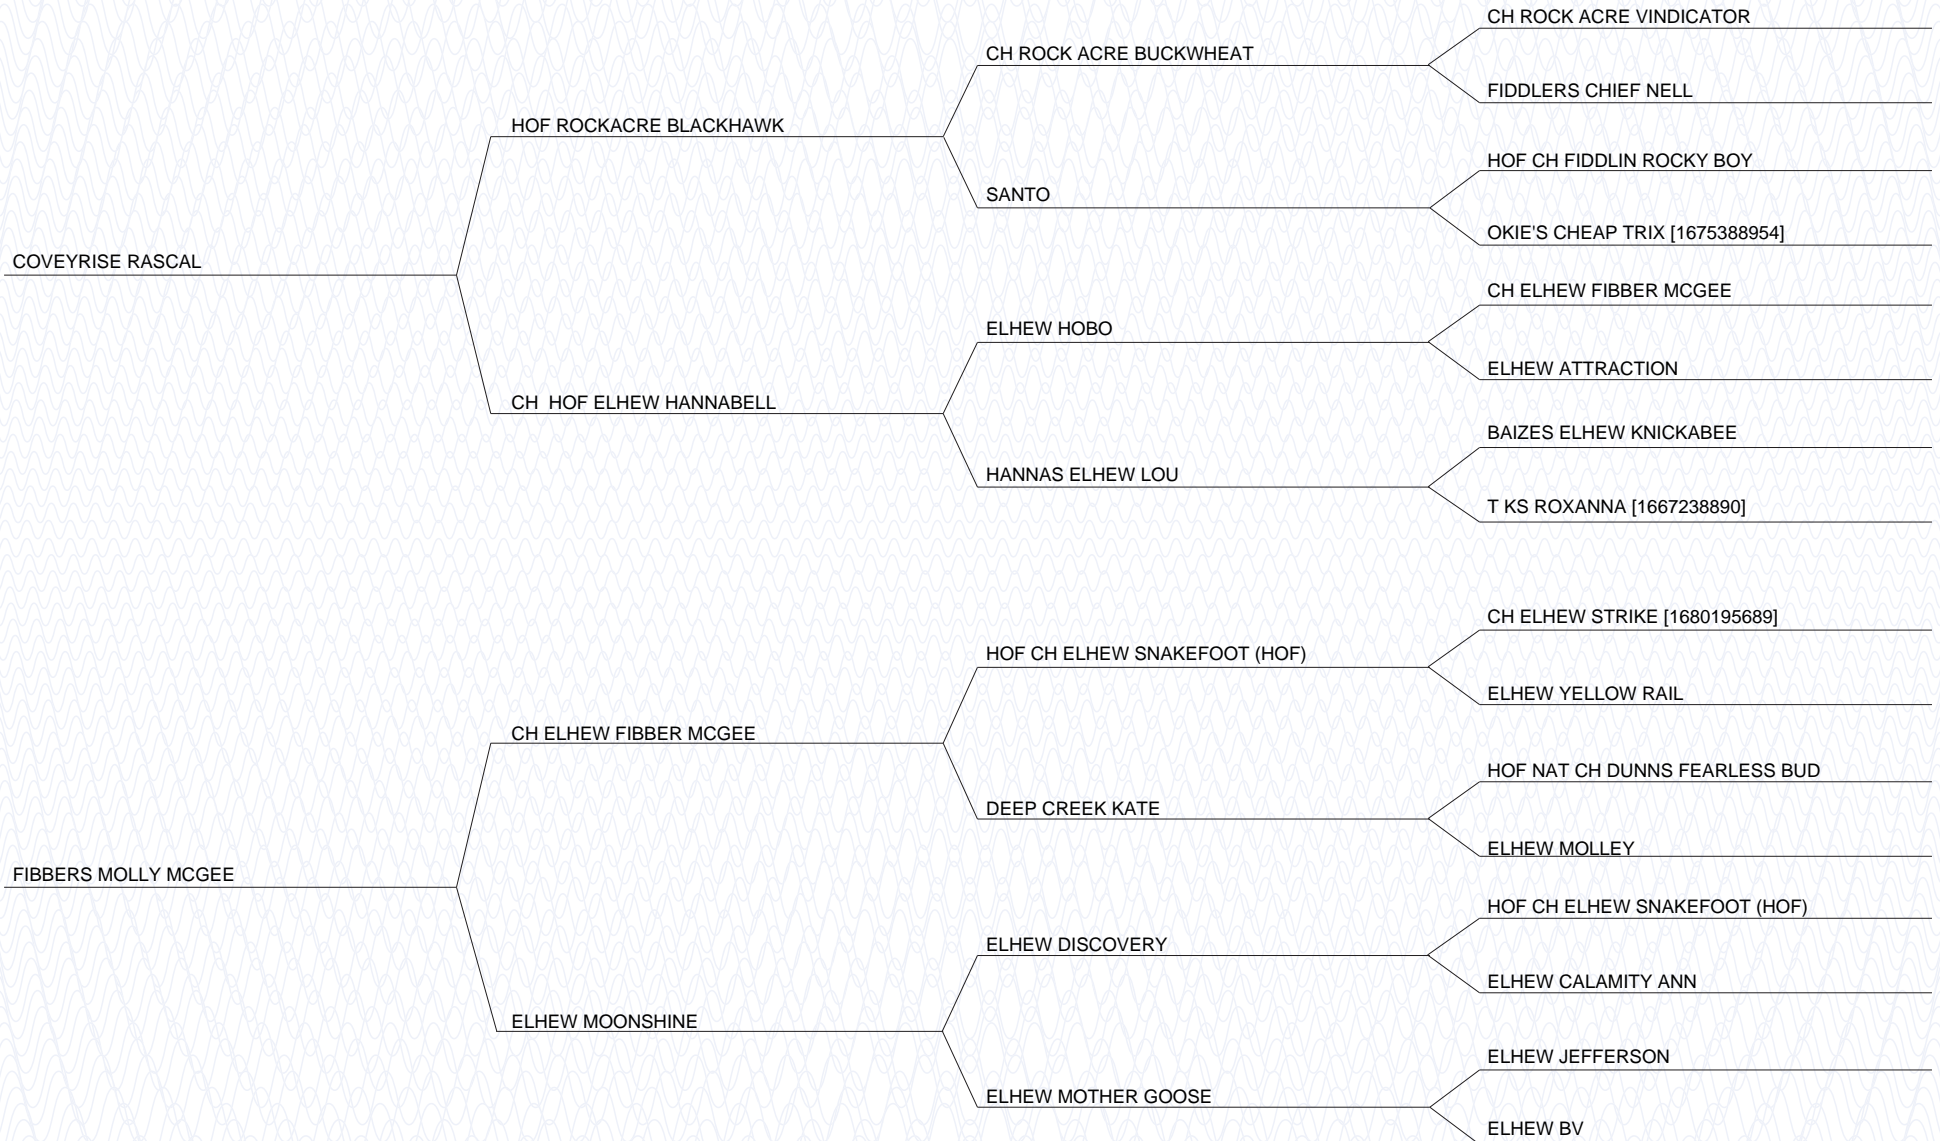 CH ROCK ACRE VINDICATOR
CH ROCK ACRE BUCKWHEAT
FIDDLERS CHIEF NELL
HOF ROCKACRE BLACKHAWK
HOF CH FIDDLIN ROCKY BOY
SANTO
OKIE'S CHEAP TRIX [1675388954]
COVEYRISE RASCAL
CH ELHEW FIBBER MCGEE
ELHEW HOBO
ELHEW ATTRACTION
CH  HOF ELHEW HANNABELL
BAIZES ELHEW KNICKABEE
HANNAS ELHEW LOU
T KS ROXANNA [1667238890]
CH ELHEW STRIKE [1680195689]
HOF CH ELHEW SNAKEFOOT (HOF)
ELHEW YELLOW RAIL
CH ELHEW FIBBER MCGEE
HOF NAT CH DUNNS FEARLESS BUD
DEEP CREEK KATE
ELHEW MOLLEY
FIBBERS MOLLY MCGEE
HOF CH ELHEW SNAKEFOOT (HOF)
ELHEW DISCOVERY
ELHEW CALAMITY ANN
ELHEW MOONSHINE
ELHEW JEFFERSON
ELHEW MOTHER GOOSE
ELHEW BV